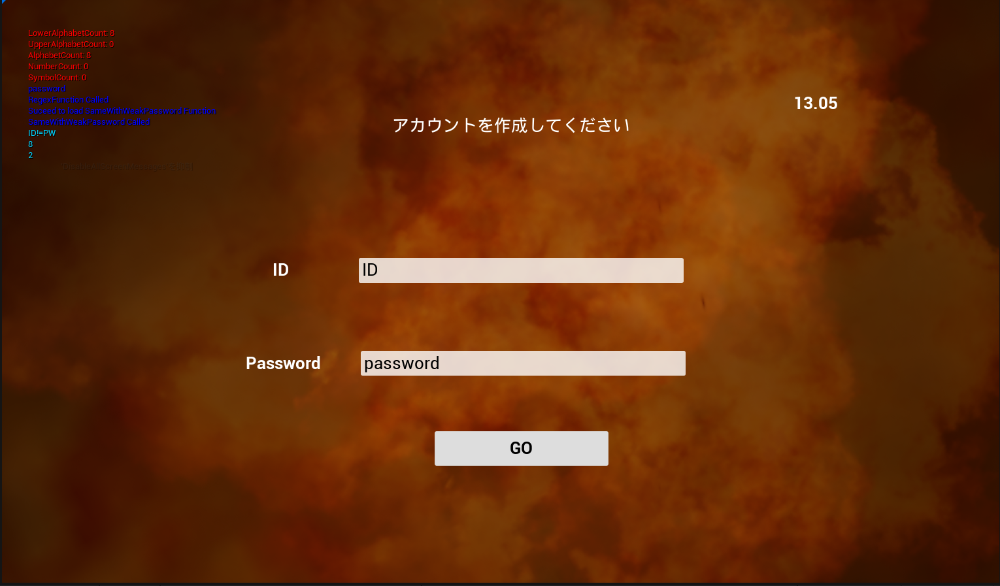 LowerAlphabetCount: 8
UpperAlphabetCount: 0
AlphabetCount: 8
NumberCount: 0
SymbolCount: 0
password
RegexFunction Called
Suceed to load SameWithWeakPassword Function
SameWithWeakPassword Called
ID!=PW
8
2
13.05
アカウントを作成してください
ID
ID
Password
password
GO